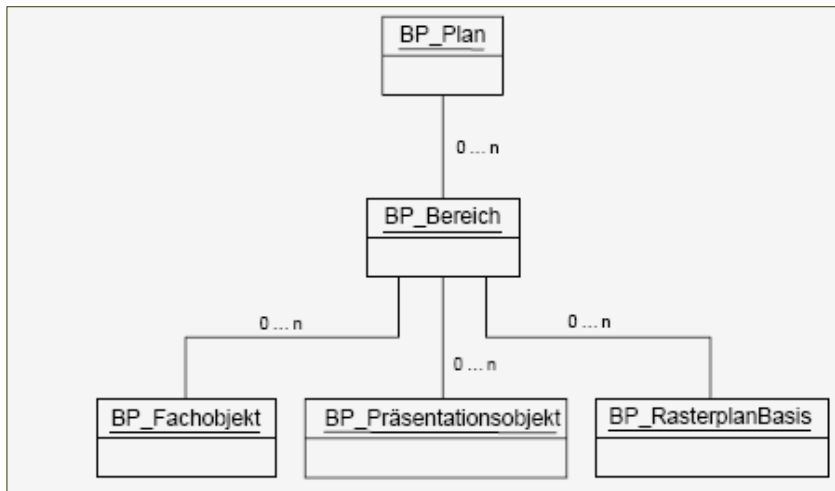 BP_Plan
0 ... n
BP_Bereich
0 ... n
0 ... n
0 ... n
BP_Fachobjekt
BP_Präsentationsobjekt
BP_RasterplanBasis